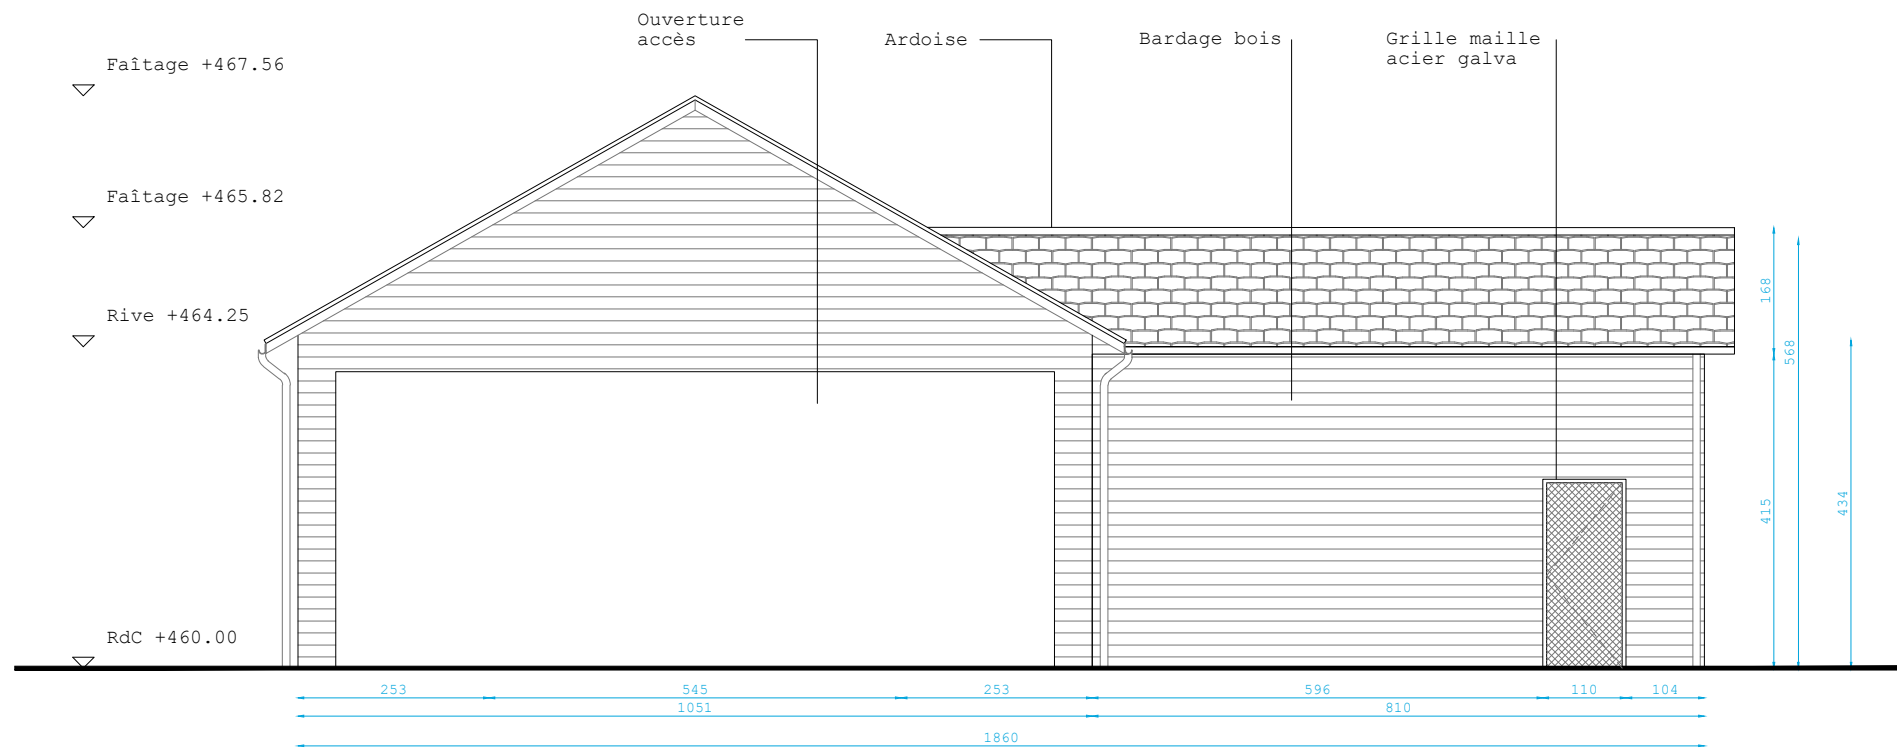 Ouverture
accès
Ardoise
Bardage bois
Grille maille
acier galva
Faîtage +467.56
Faîtage +465.82
Rive +464.25
RdC +460.00
168
568
434
415
253
545
253
596
110
104
1051
810
1860